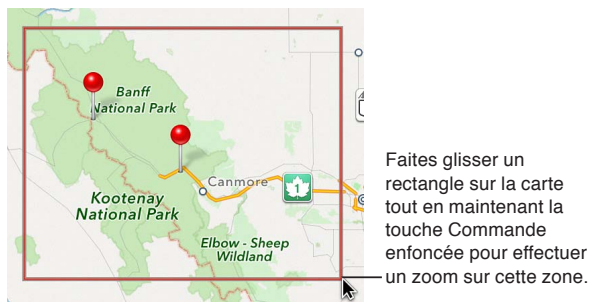 Banff
National Park
Canmore
1
Kootenay
National Park
Elbow - Sheep
Wildland
Faites glisser un
rectangle sur la carte
tout en maintenant la
touche Commande
enfoncée pour effectuer
un zoom sur cette zone.